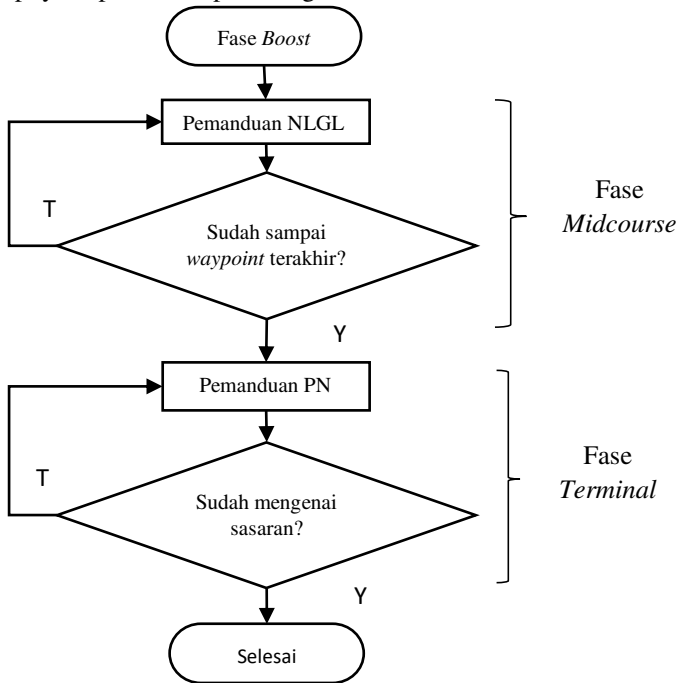 Fase Boost
Pemanduan NLGL
T
Sudah sampai
waypoint terakhir?
Fase
Midcourse
Y
Pemanduan PN
T
Sudah mengenai
sasaran?
Fase
Terminal
Y
Selesai